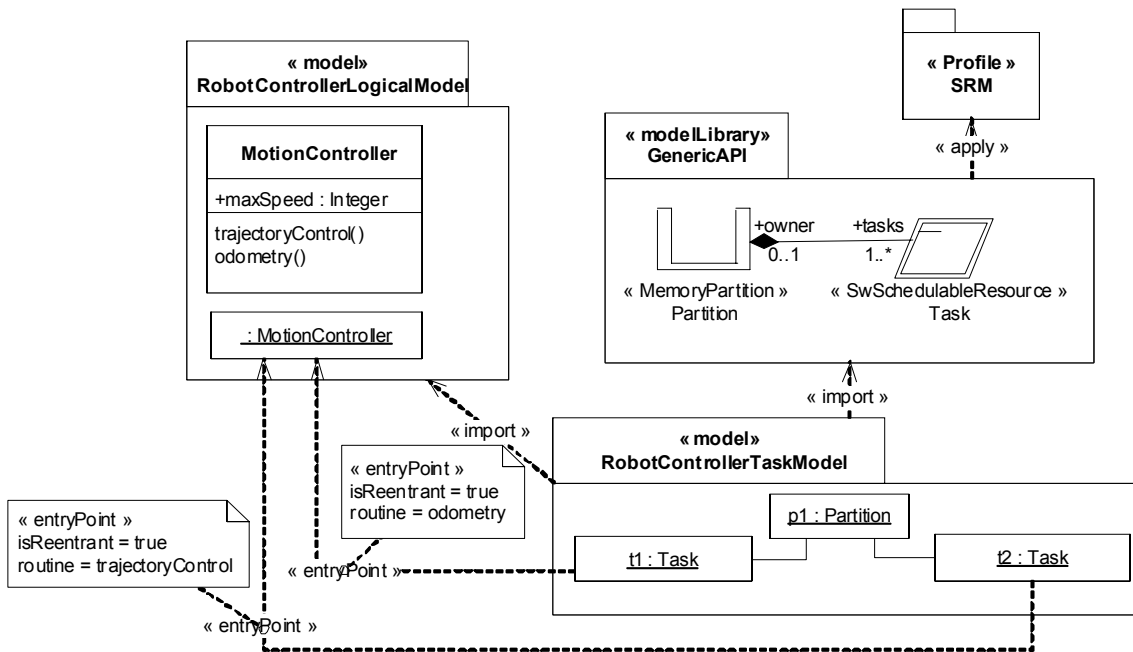 « model»
RobotControllerLogicalModel
MotionController
+maxSpeed : Integer
trajectoryControl()
odometry()
_: MotionController
« Profile »
SRM
« apply »
« modelLibrary»
GenericAPI
+owner
+tasks
0..1
1..*
« MemoryPartition »
Partition
« SwSchedulableResource »
Task
« import »
« import »
« model»
RobotControllerTaskModel
p1 : Partition
t1 : Task
t2 : Task
« entryPoint »
isReentrant = true
routine = odometry
« entryPoint »
isReentrant = true
routine = trajectoryControl
« entryPoint»
« entryPoint»